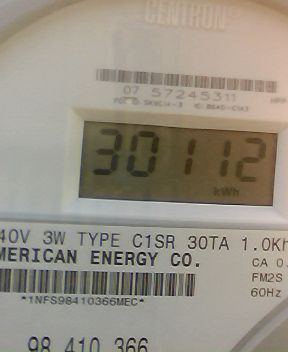 CENTRON
07 57245311
30112
kWh
40V 3W TYPE C1SR 30TA 1.0Kh
MERICAN ENERGY CO.
CA 0.
FM2S
60Hz
*1NFS98410366MEC*
98 410 366